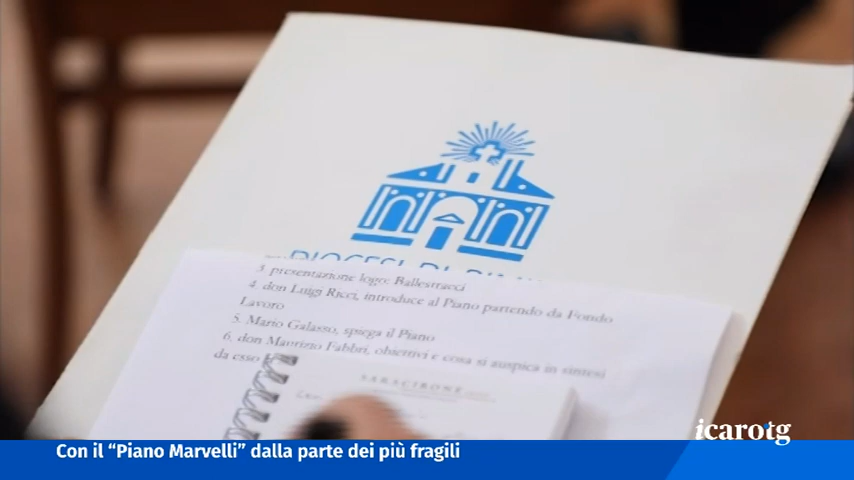 DIOCESI DI
3. presentazione logo: Ballestracci
4. don Luigi Ricci, introduce al Piano partendo da Fondo
Lavoro
5. Mario Galasso, spiega il Piano
6. don Maurizio Fabbri, obiettivi e cosa si auspica in sintesi
da esso
icarotg
Con il “Piano Marvelli” dalla parte dei più fragili